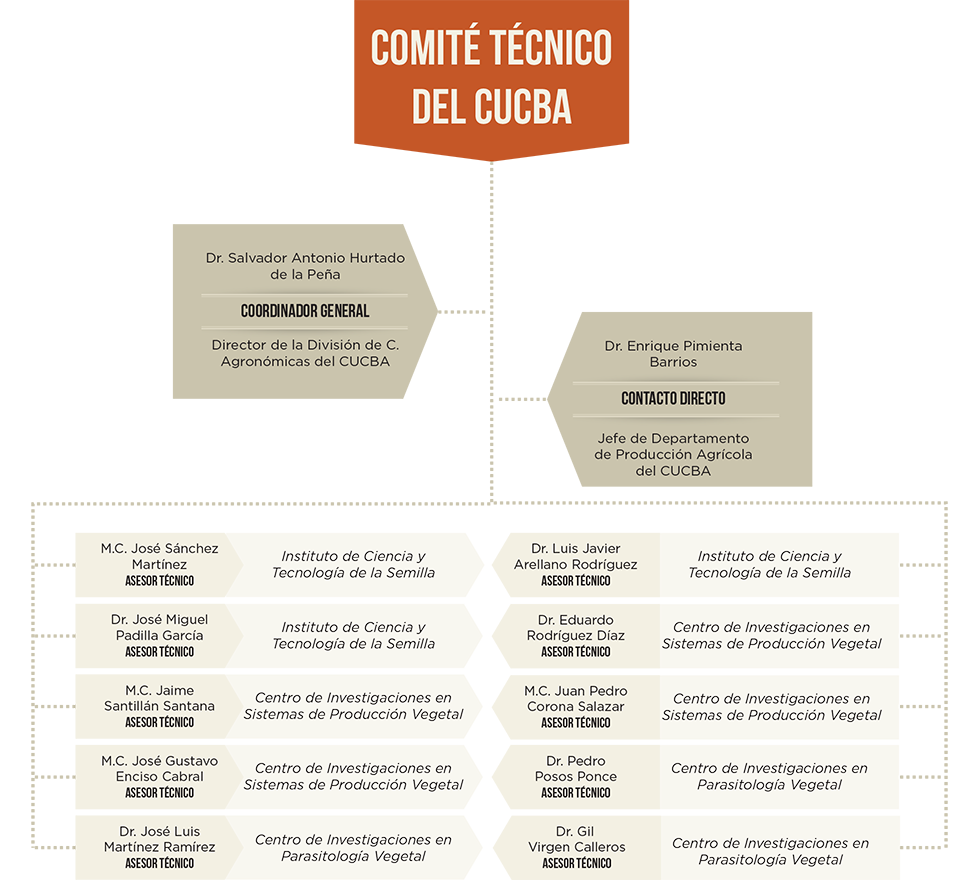 COMITÉ TÉCNICO
DEL CUCBA
Dr. Salvador Antonio Hurtado
de la Peña
COORDINADOR GENERAL
Director de la División de C.
Agronómicas del CUCBA
Dr. Enrique Pimienta
Barrios
CONTACTO DIRECTO
Jefe de Departamento
de Producción Agrícola
del CUCBA
M.C. José Sánchez
Martínez
ASESOR TÉCNICO
Instituto de Ciencia y
Tecnología de la Semilla
Dr. Luis Javier
Arellano Rodríguez
ASESOR TÉCNICO
Instituto de Ciencia y
Tecnología de la Semilla
Dr. José Miguel
Padilla García
ASESOR TÉCNICO
Instituto de Ciencia y
Tecnología de la Semilla
Dr. Eduardo
Rodríguez Díaz
ASESOR TÉCNICO
Centro de Investigaciones en
Sistemas de Producción Vegetal
M.C. Jaime
Santillán Santana
ASESOR TÉCNICO
Centro de Investigaciones en
Sistemas de Producción Vegetal
M.C. Juan Pedro
Corona Salazar
ASESOR TÉCNICO
Centro de Investigaciones en
Sistemas de Producción Vegetal
M.C. José Gustavo
Enciso Cabral
ASESOR TÉCNICO
Centro de Investigaciones en
Sistemas de Producción Vegetal
Dr. Pedro
Posos Ponce
ASESOR TÉCNICO
Centro de Investigaciones en
Parasitología Vegetal
Dr. José Luis
Martínez Ramírez
ASESOR TÉCNICO
Centro de Investigaciones en
Parasitología Vegetal
Dr. Gil
Virgen Calleros
ASESOR TÉCNICO
Centro de Investigaciones en
Parasitología Vegetal